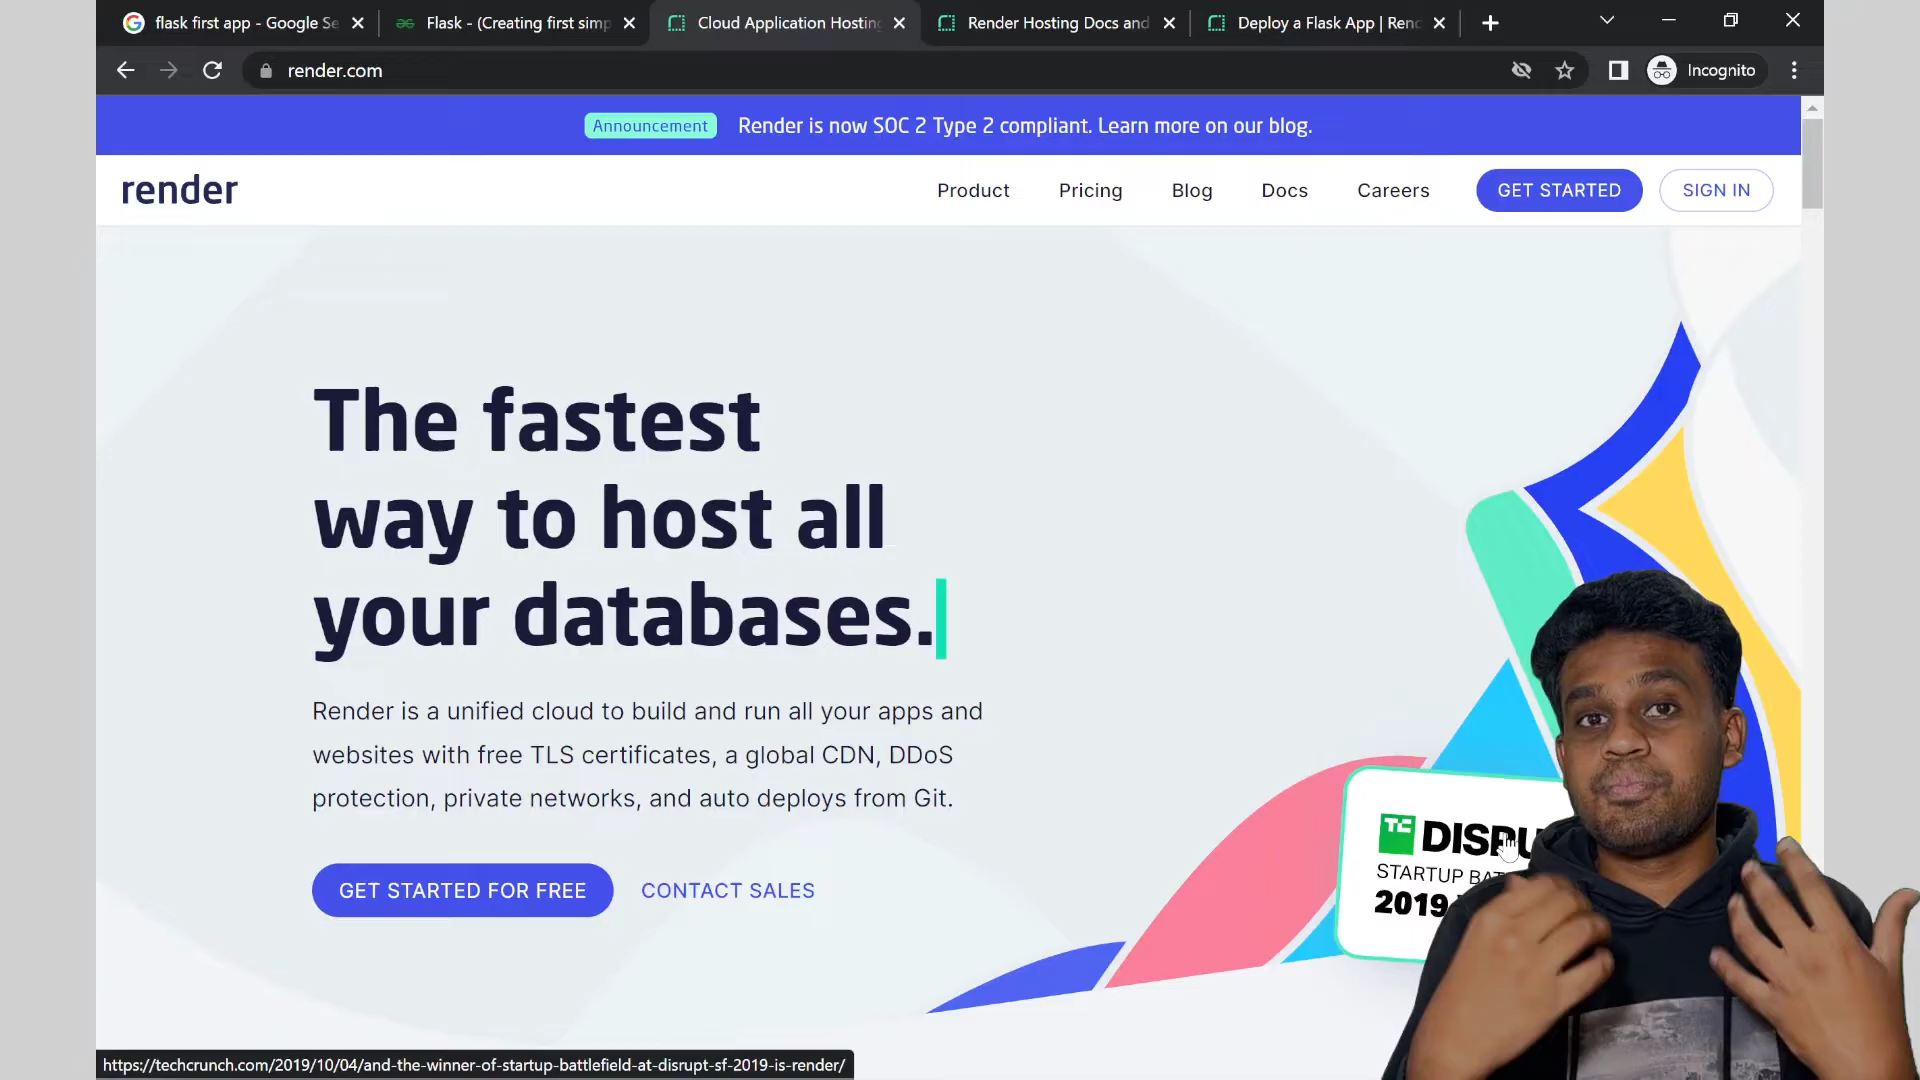 flask first app - Google Se
Flask - (Creating first simp
Cloud Application Hosting
Render Hosting Docs and
Deploy a Flask App | Ren
render.com
Incognito
Announcement
Render is now SOC 2 Type 2 compliant. Learn more on our blog.
render
Product
Pricing
Blog
Docs
Careers
GET STARTED
SIGN IN
The fastest
way to host all
your databases.
Render is a unified cloud to build and run all your apps and
websites with free TLS certificates, a global CDN, DDoS
protection, private networks, and auto deploys from Git.
GET STARTED FOR FREE
CONTACT SALES
TC DISRU
STARTUP BAT
2019
https://techcrunch.com/2019/10/04/and-the-winner-of-startup-battlefield-at-disrupt-sf-2019-is-render/